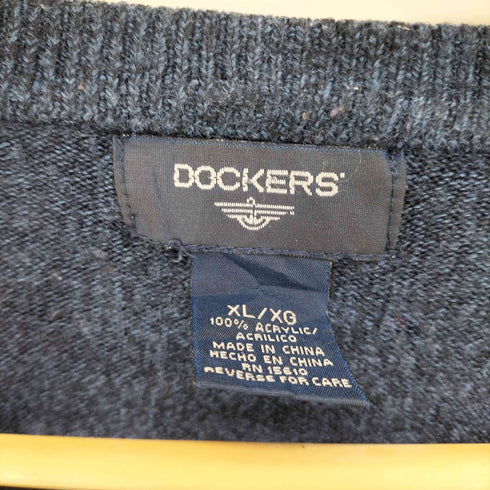 DOCKERS®
XL/XG
100% ACRYLIC/
ACRILICO
MADE IN CHINA
HECHO EN CHINA
RN 15610
REVERSE FOR CARE